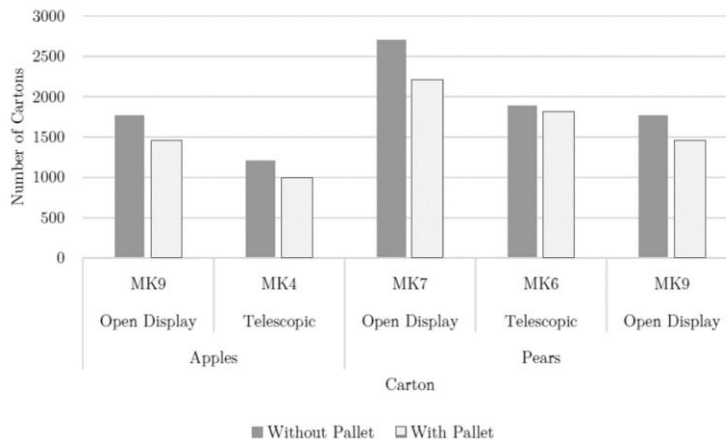 3000
2500
2000
1500
1000
500
0
Number of Cartons
MK9 MK4 MK7 MK6 MK9
Open Display Telescopic Open Display Telescopic Open Display
Apples Pears
Carton
Without Pallet With Pallet